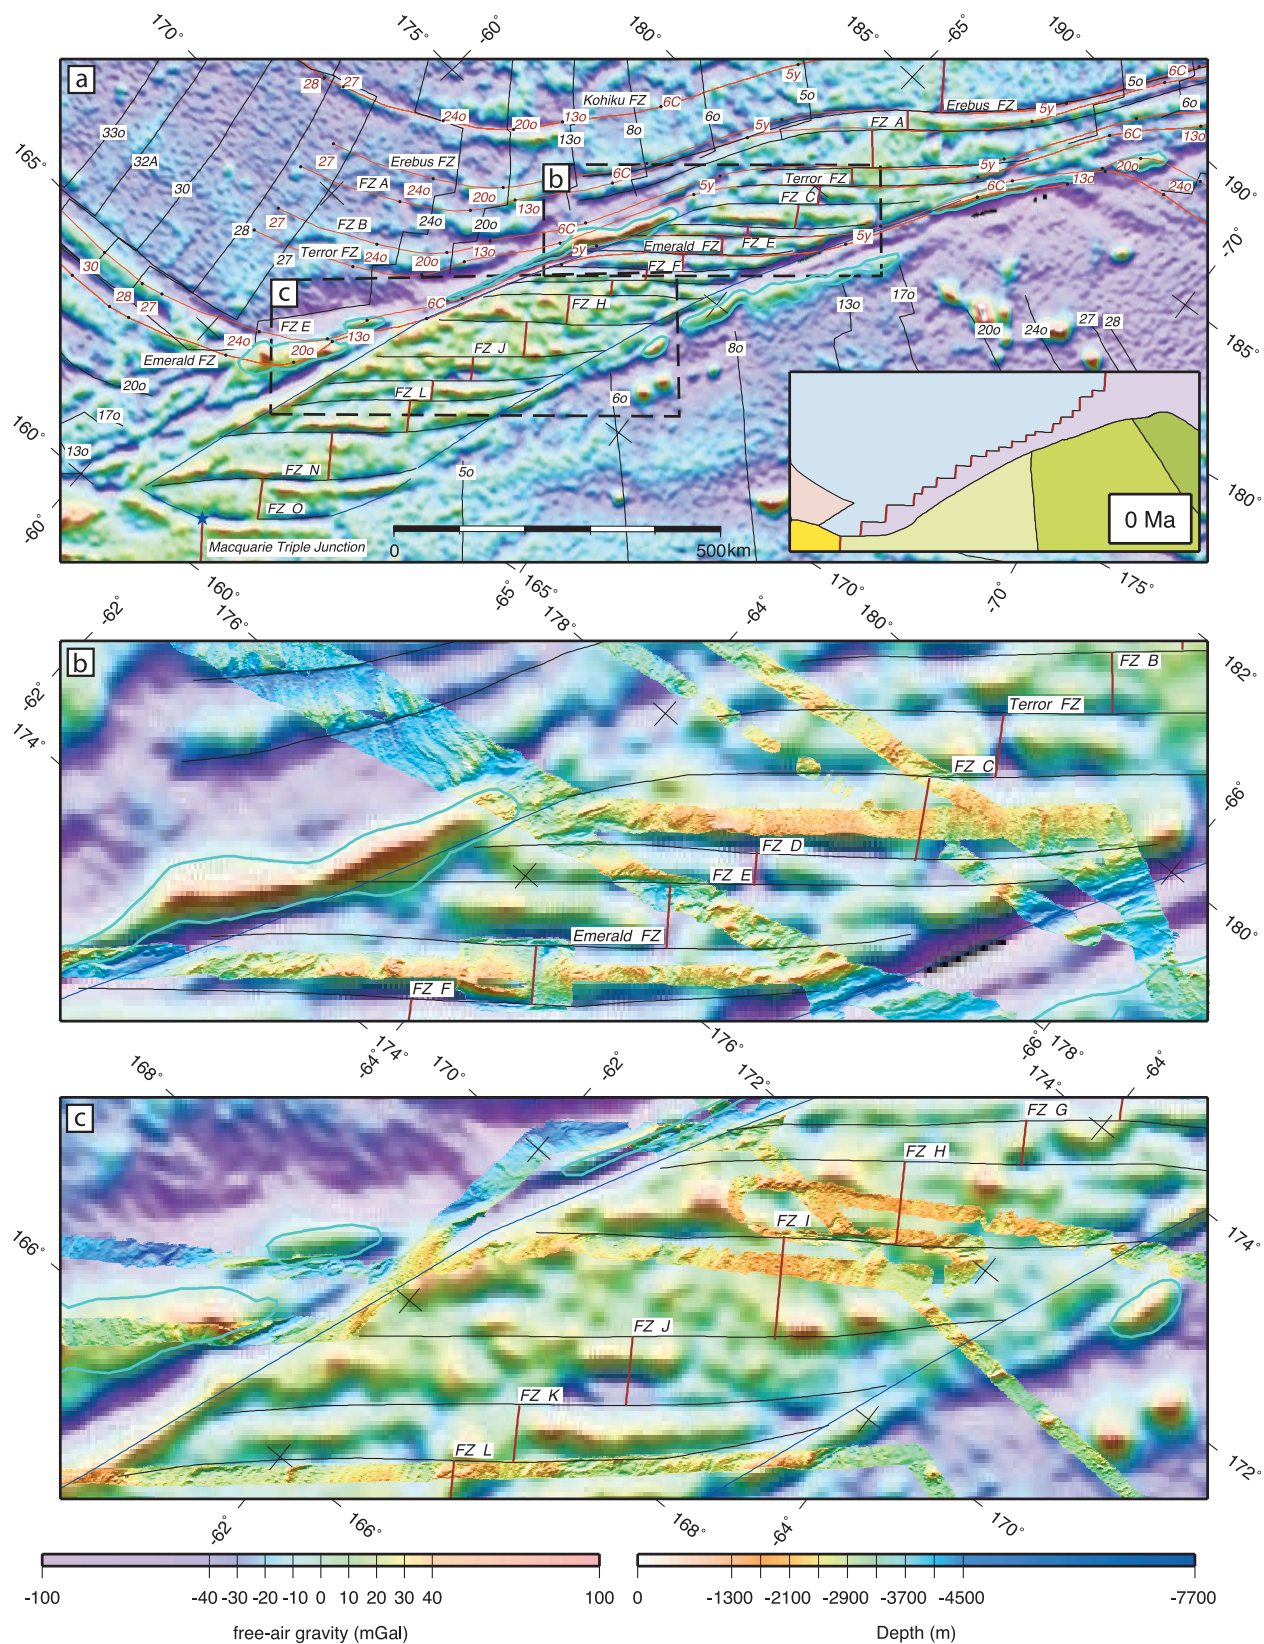 170° 175° -60° 180° 185° -65° 190°
a
165°
160°
-60°
190°
-70°
185°
180°
33o 32A 30 28 27
28 27 24o 20o 13o 6C 5y
Kohiku FZ
13o 8o 6o 5o
Erebus FZ
5y 5o 6C 6o
FZ A
5y
27 Erebus FZ
FZ A 24o 20o 13o 6C
24o 20o
b
Terror FZ
FZ C
5y 6C 13o 20o 24o
6C 13o
27 FZ B
Terror FZ 24o 20o 13o 6C 5y
5y
Emerald FZ
FZ E
FZ F
5y
30 28 27 24o 20o 13o 6C
c
FZ E
Emerald FZ
FZ H
FZ J
FZ L
FZ N
FZ O
20o
17o
13o
5o 6o 8o 13o 17o 20o 24o 27 28
Macquarie Triple Junction
0 500km
0 Ma
160° -65° 165° 170° -70° 175°
-62° 176° 178° -64° 180°
b
-62°
174°
182°
-66°
180°
FZ B
Terror FZ
FZ C
FZ D
FZ E
Emerald FZ
FZ F
174° 176° -66° 178°
168° -64° 170° -62° 172° 174° -64°
c
166°
174°
172°
FZ G
FZ H
FZ I
FZ J
FZ K
FZ L
-62° 166° 168° -64° 170°
-100 -40 -30 -20 -10 0 10 20 30 40 100
free-air gravity (mGal)
0 -1300 -2100 -2900 -3700 -4500 -7700
Depth (m)